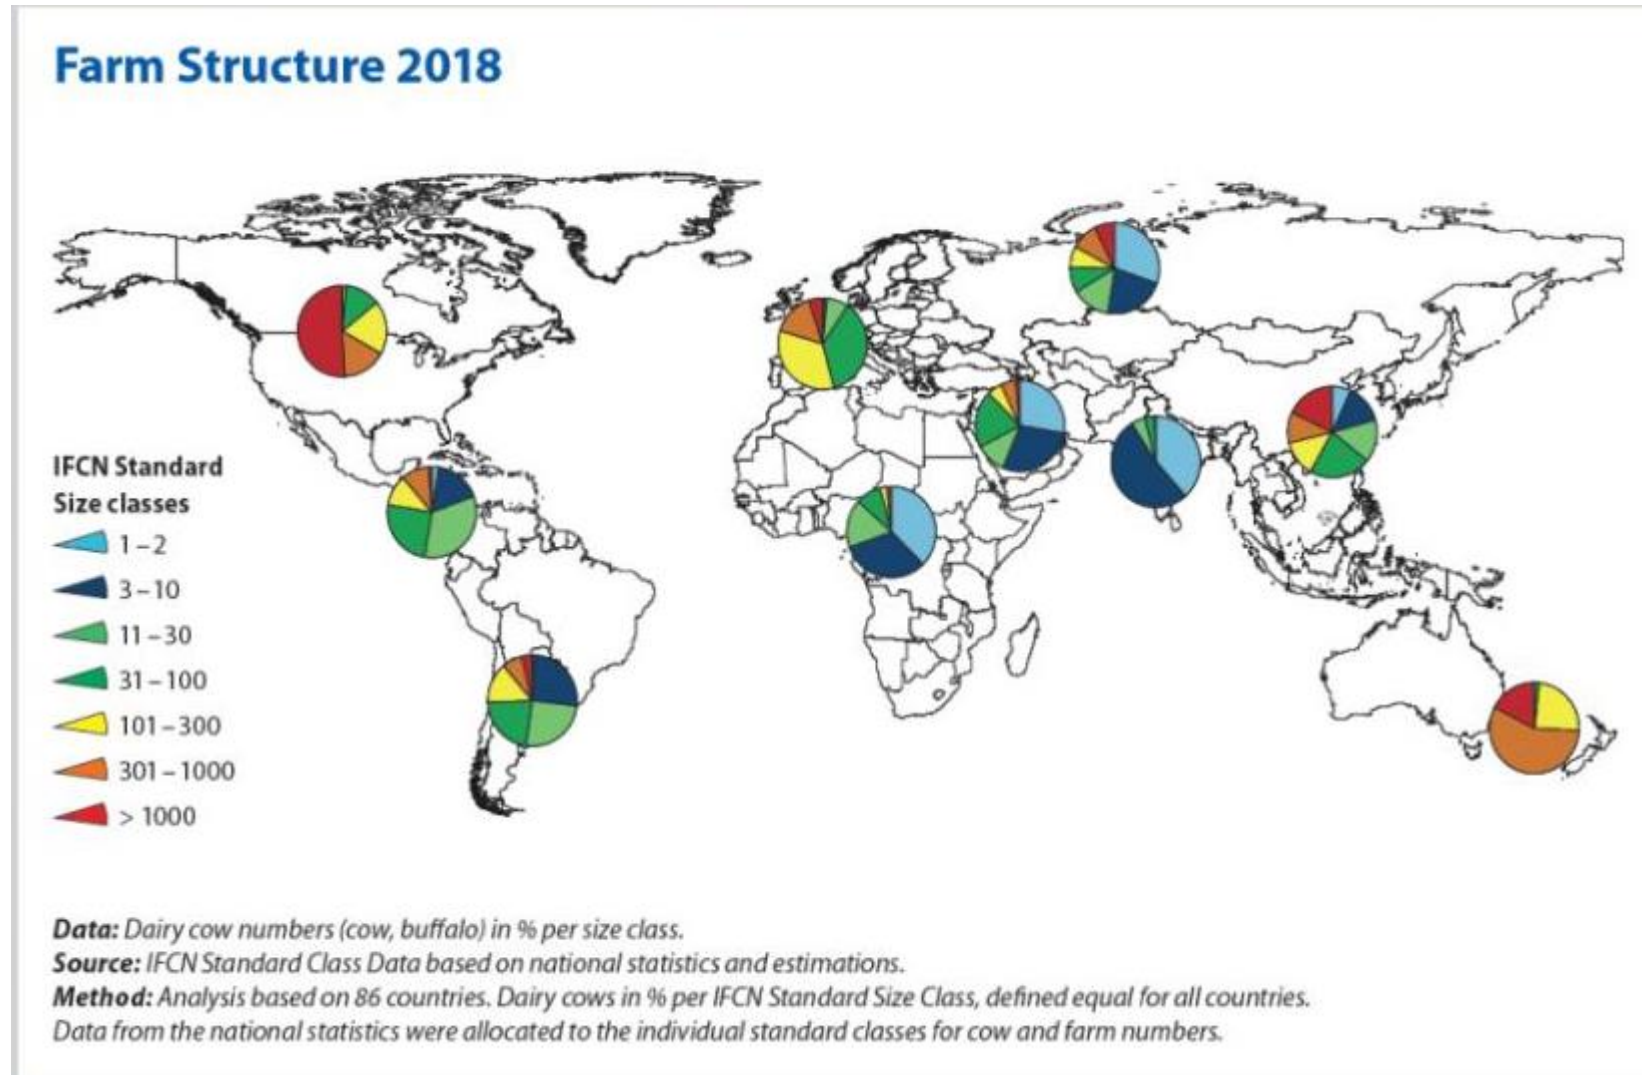 Farm Structure 2018
IFCN Standard
Size classes
1–2
3–10
11–30
31–100
101–300
301–1000
> 1000
Data: Dairy cow numbers (cow, buffalo) in % per size class.
Source: IFCN Standard Class Data based on national statistics and estimations.
Method: Analysis based on 86 countries. Dairy cows in % per IFCN Standard Size Class, defined equal for all countries.
Data from the national statistics were allocated to the individual standard classes for cow and farm numbers.